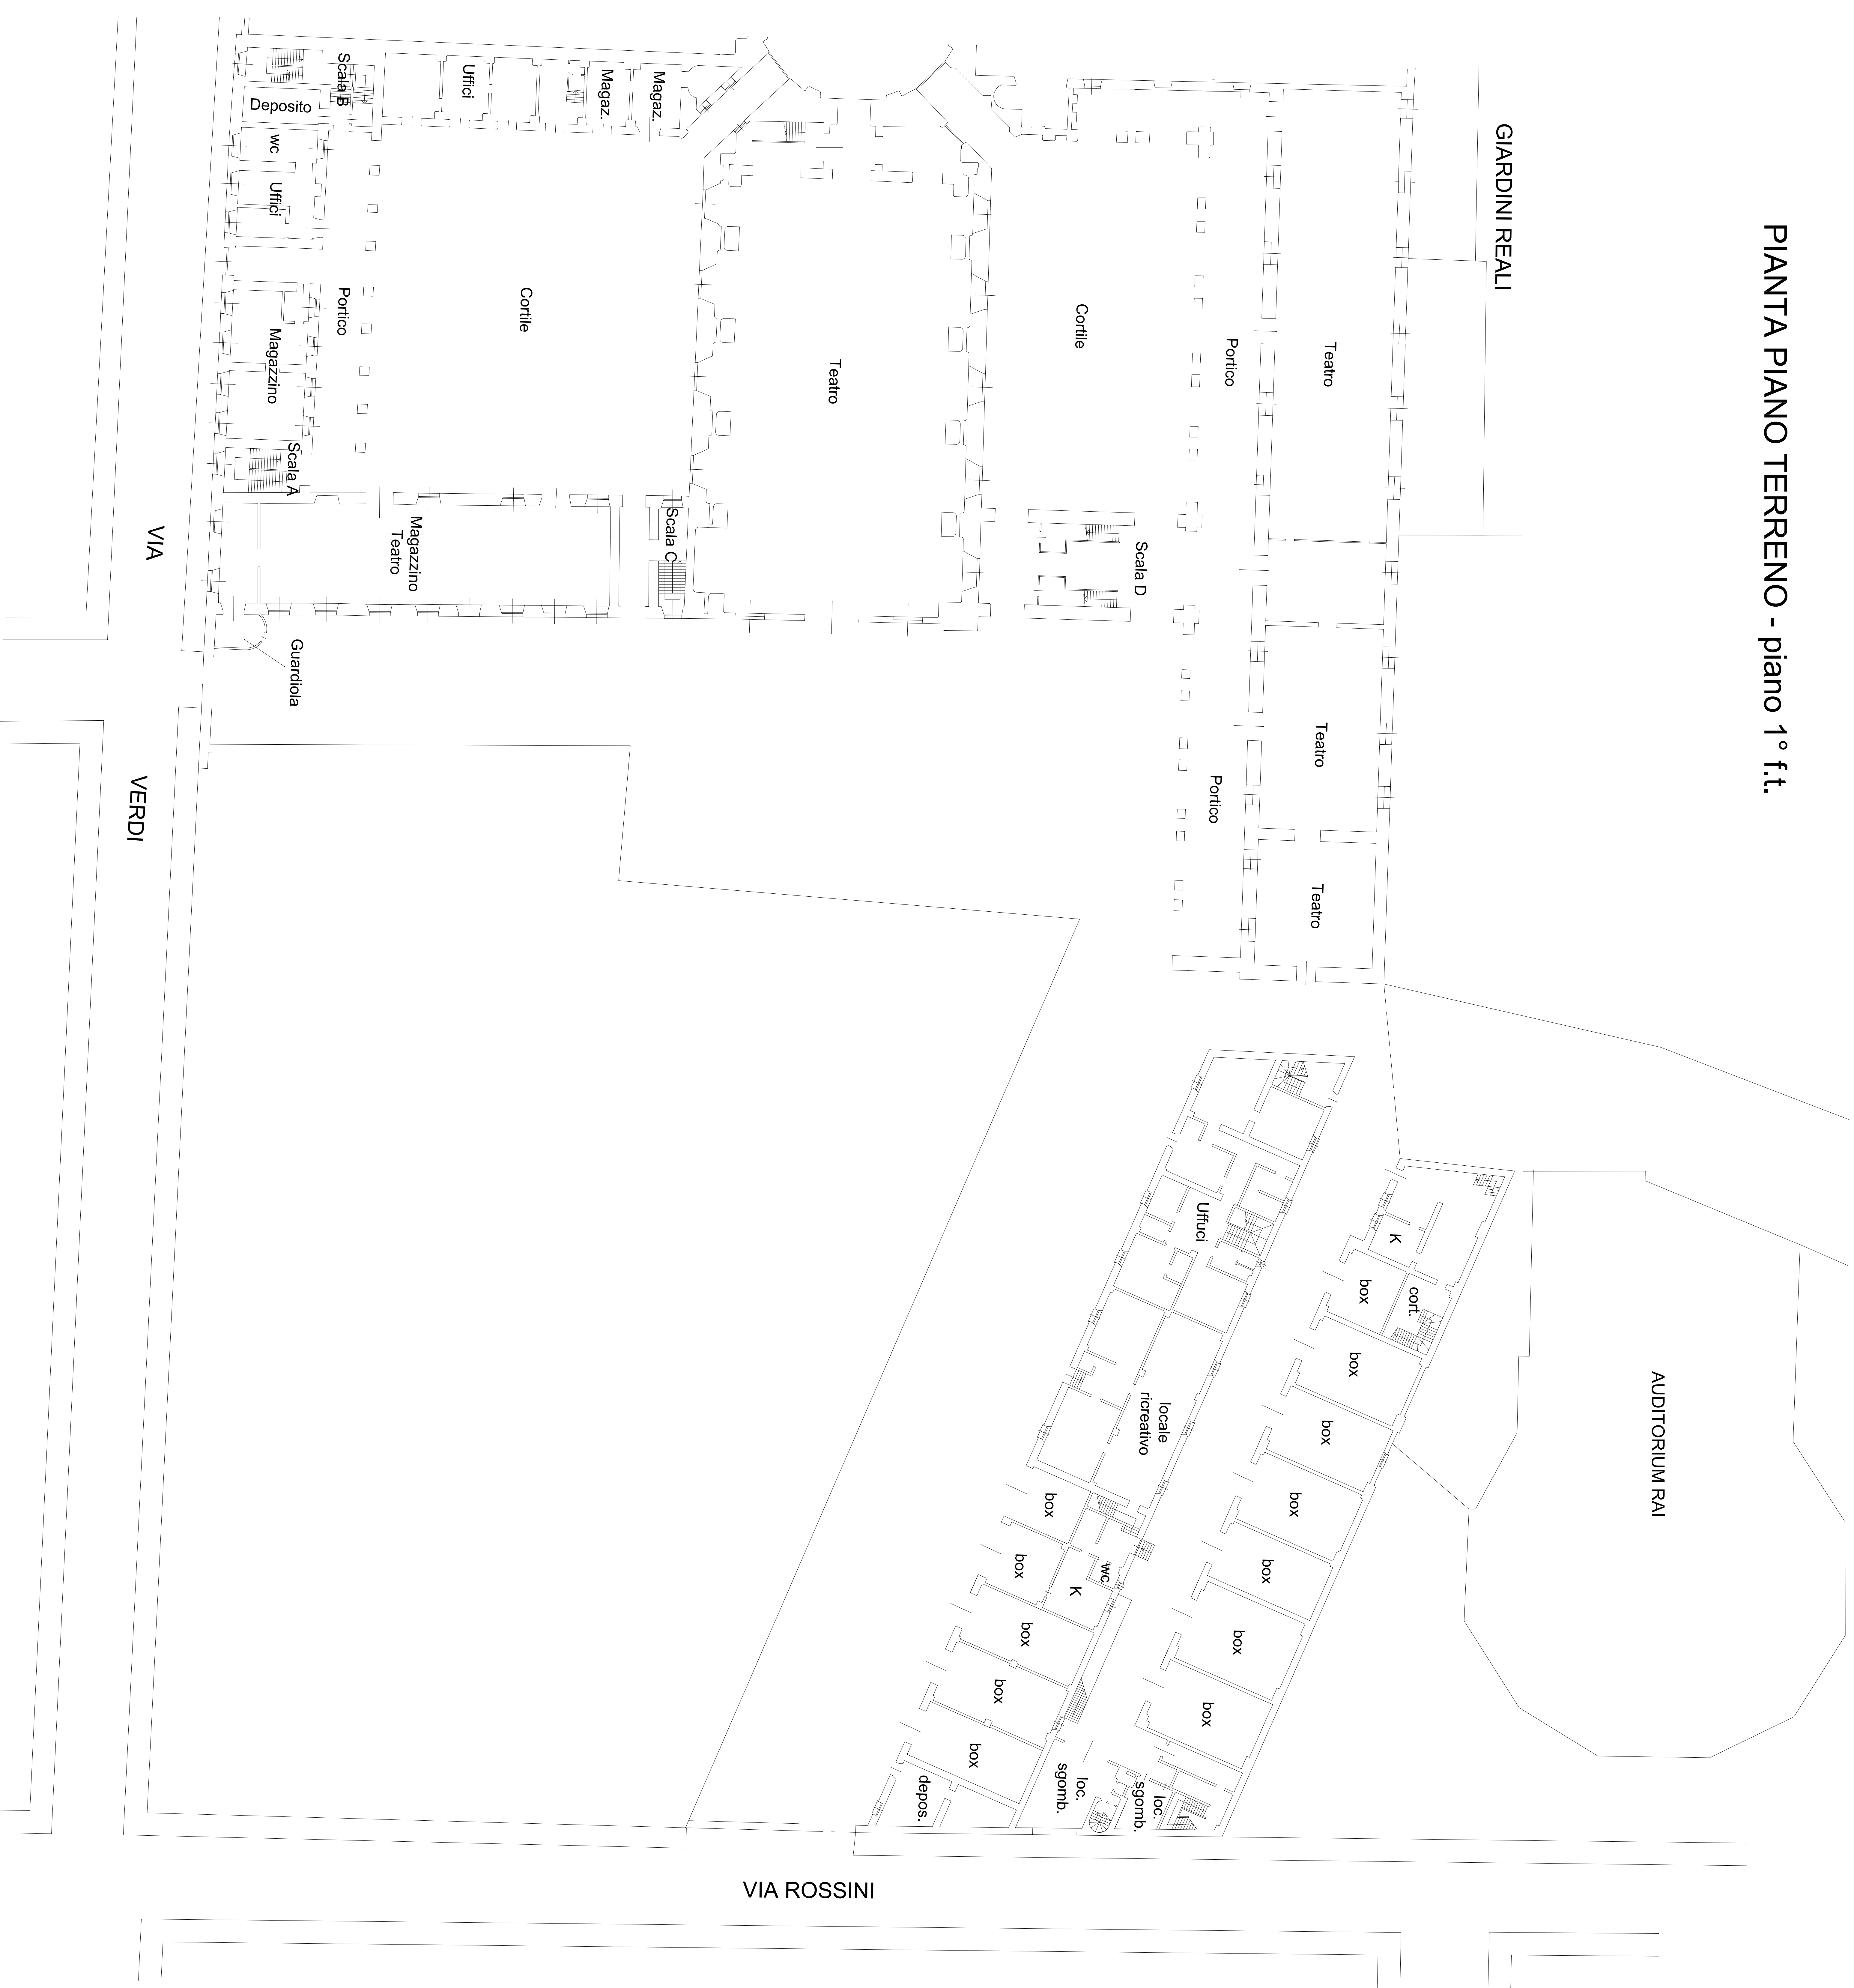 PIANTA PIANO TERRENO - piano 1° f.t.
GIARDINI REALI
Scala B
Deposito
wc
Uffici
Uffici
Magaz.
Magaz.
Portico
Cortile
Magazzino
Scala A
Magazzino
Teatro
Guardiola
Scala C
Teatro
Cortile
Scala D
Portico
Teatro
Portico
Teatro
Teatro
VIA
VERDI
Uffuci
locale
ricreativo
box
box
wc
K
box
box
box
depos.
loc.
sgomb.
loc.
sgomb.
K
box
cort.
box
box
box
box
box
box
AUDITORIUM RAI
VIA ROSSINI